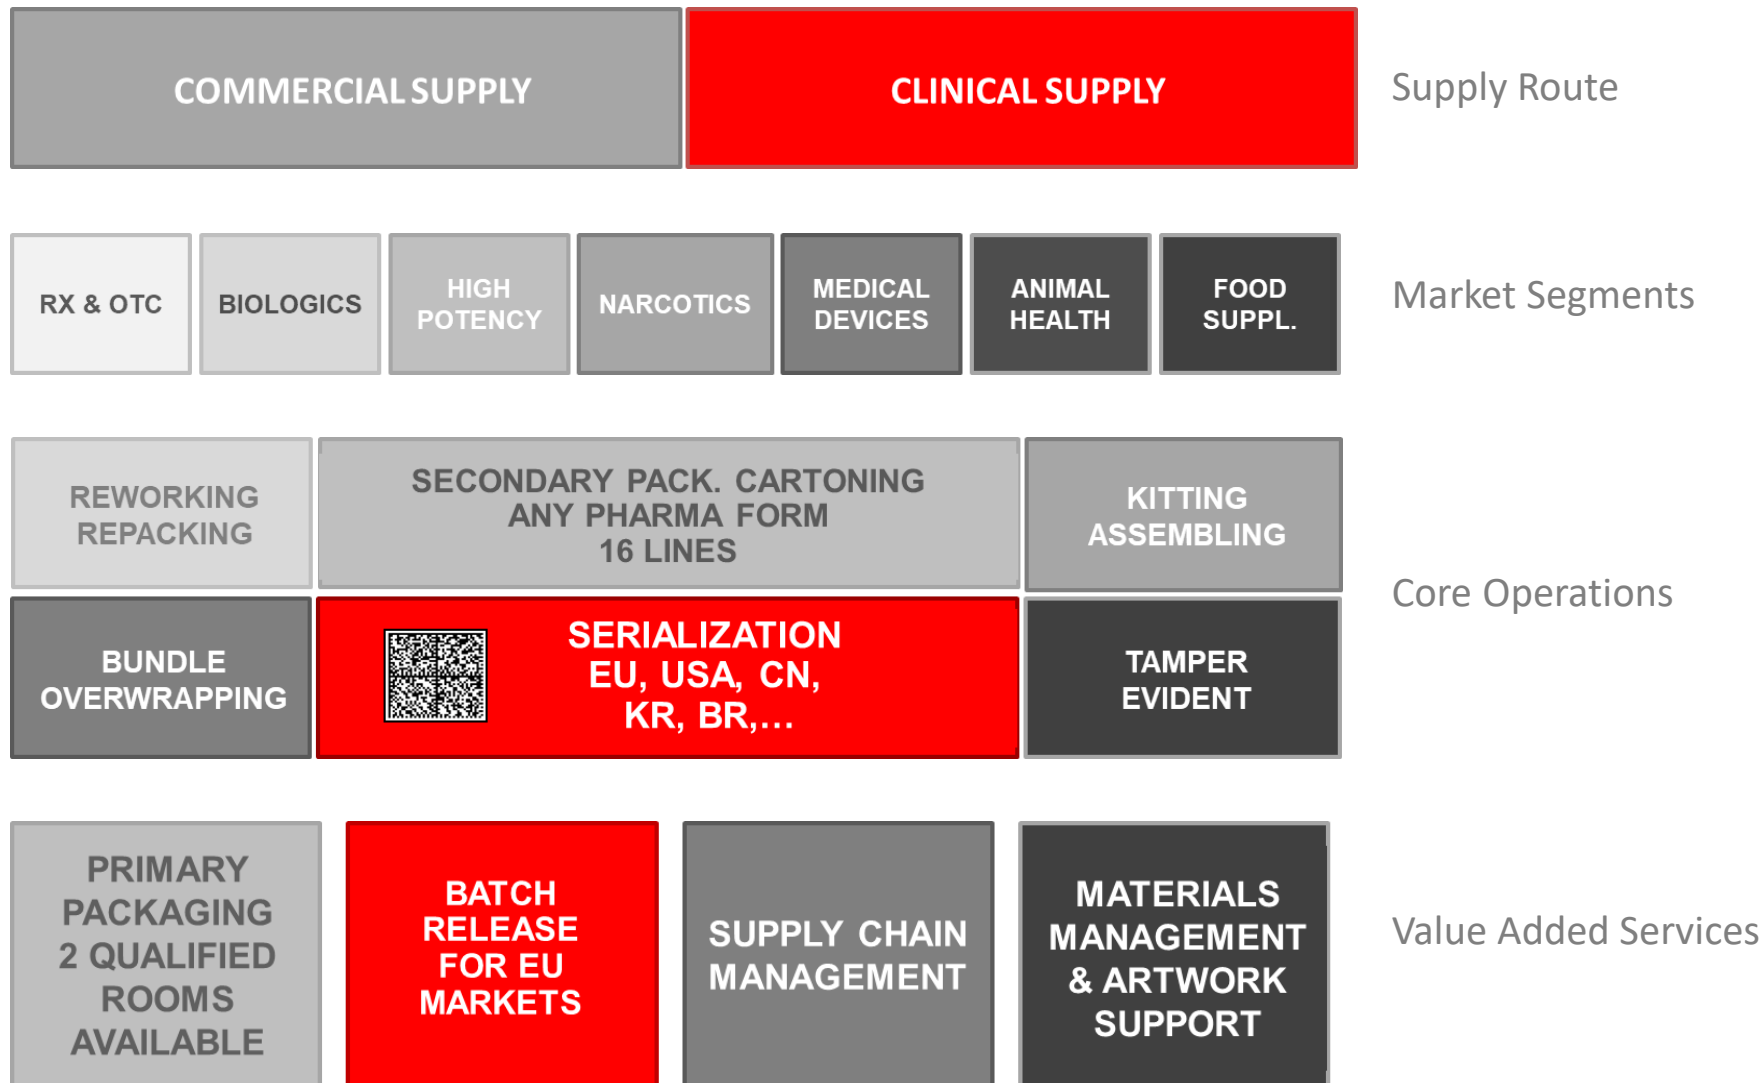 COMMERCIAL SUPPLY
CLINICAL SUPPLY
Supply Route
RX & OTC
BIOLOGICS
HIGH
POTENCY
NARCOTICS
MEDICAL
DEVICES
ANIMAL
HEALTH
FOOD
SUPPL.
Market Segments
REWORKING
REPACKING
SECONDARY PACK. CARTONING
ANY PHARMA FORM
16 LINES
KITTING
ASSEMBLING
Core Operations
BUNDLE
OVERWRAPPING
SERIALIZATION
EU, USA, CN,
KR, BR,...
TAMPER
EVIDENT
PRIMARY
PACKAGING
2 QUALIFIED
ROOMS
AVAILABLE
BATCH
RELEASE
FOR EU
MARKETS
SUPPLY CHAIN
MANAGEMENT
MATERIALS
MANAGEMENT
& ARTWORK
SUPPORT
Value Added Services